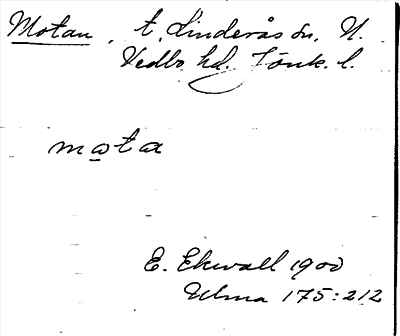 Motan, t. Linderås sn. N.
Vedbo hd. Jönk. l.
mota
E. Ekwall 1900
Ulma 175:212